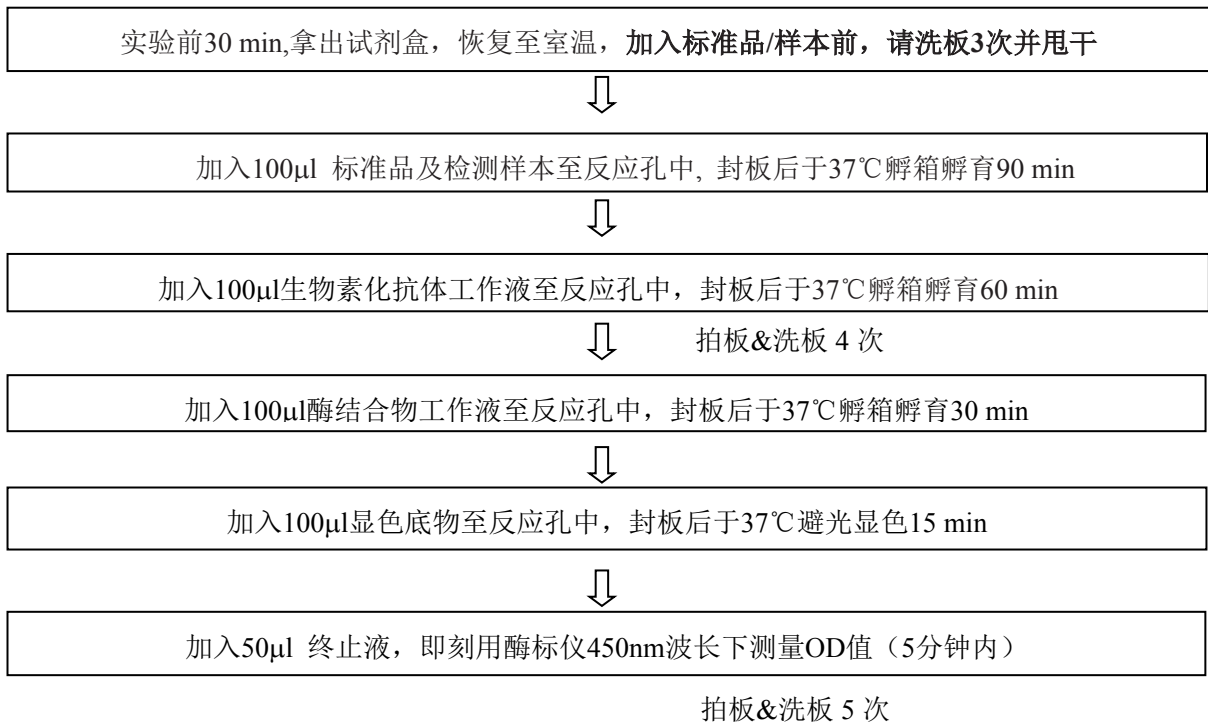 实验前30 min,拿出试剂盒，恢复至室温，加入标准品/样本前，请洗板3次并甩干
加入100μl 标准品及检测样本至反应孔中, 封板后于37℃孵箱孵育90 min
加入100μl生物素化抗体工作液至反应孔中，封板后于37℃孵箱孵育60 min
拍板&洗板 4 次
加入100μl酶结合物工作液至反应孔中，封板后于37℃孵箱孵育30 min
加入100μl显色底物至反应孔中，封板后于37℃避光显色15 min
加入50μl 终止液，即刻用酶标仪450nm波长下测量OD值（5分钟内）
拍板&洗板 5 次